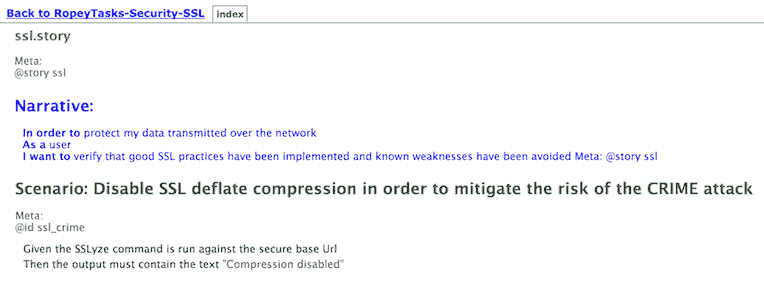 Back to RopeyTasks-Security-SSL index
ssl.story
Meta:
@story ssl
Narrative:
In order to protect my data transmitted over the network
As a user
I want to verify that good SSL practices have been implemented and known weaknesses have been avoided Meta: @story ssl
Scenario: Disable SSL deflate compression in order to mitigate the risk of the CRIME attack
Meta:
@id ssl_crime
Given the SSLyze command is run against the secure base Url
Then the output must contain the text "Compression disabled"